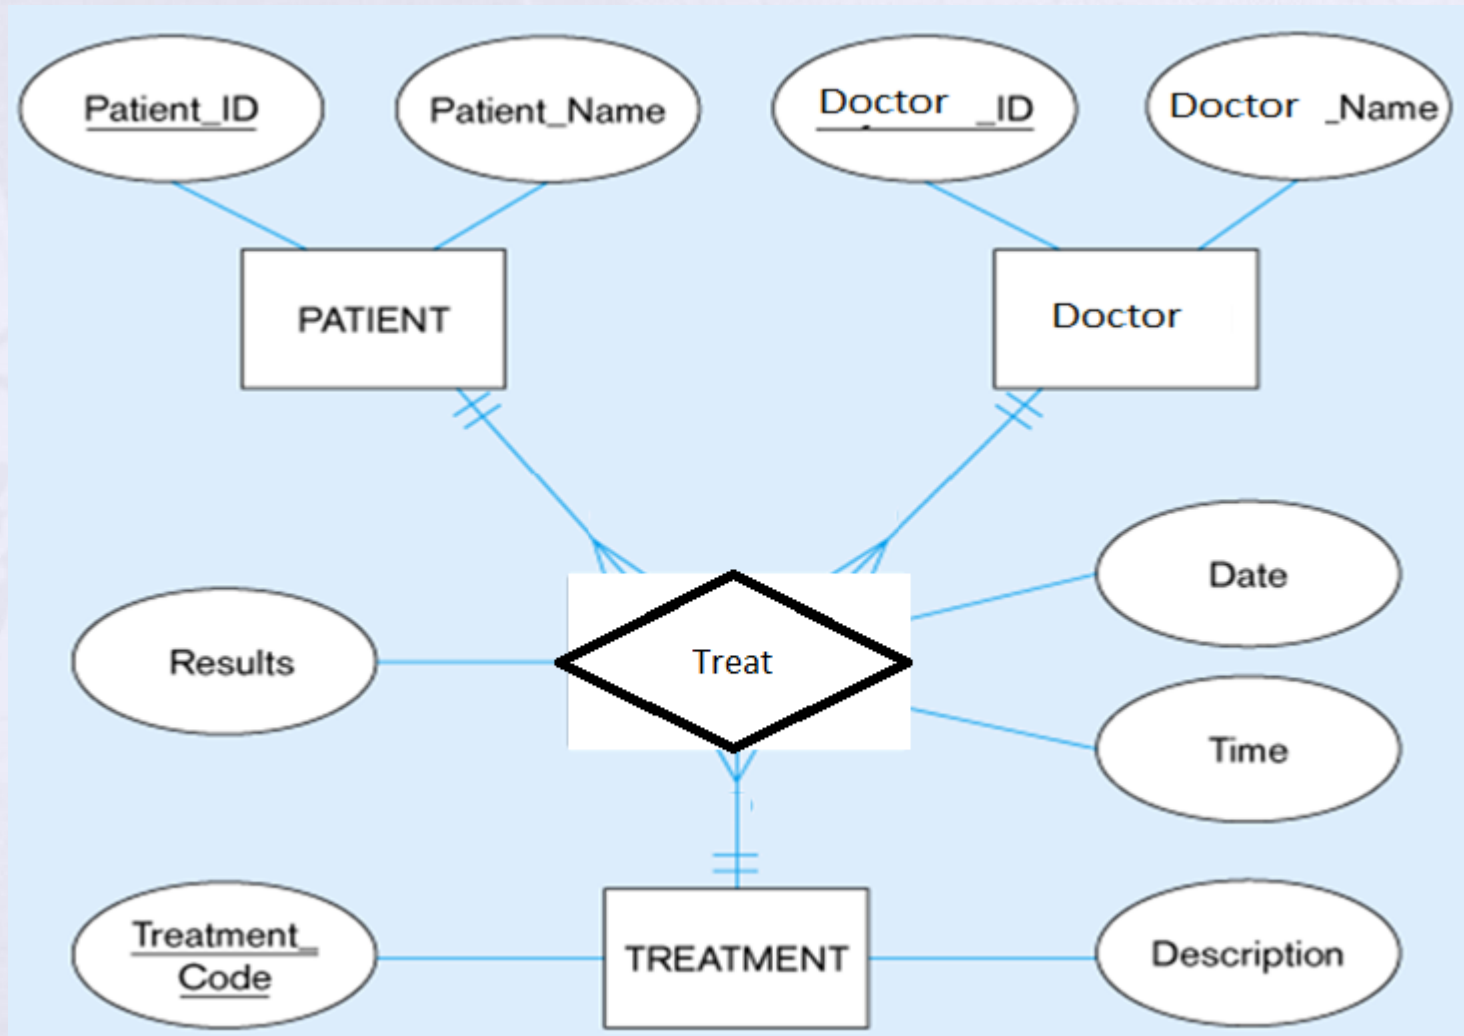 Patient_ID
Patient_Name
Doctor _ID
Doctor _Name
PATIENT
Doctor
Date
Results
Treat
Time
Treatment_
Code
TREATMENT
Description